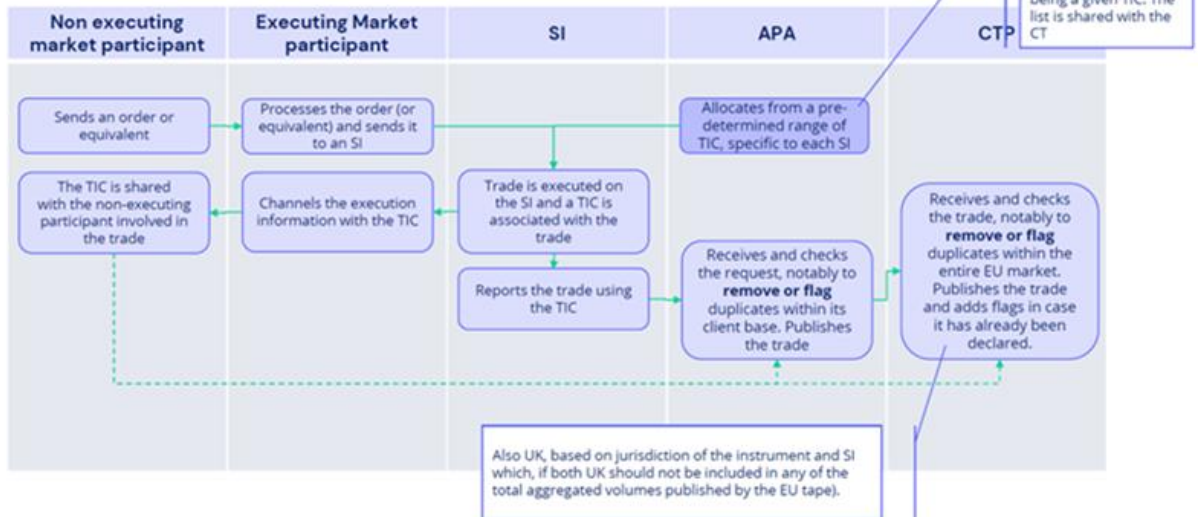 being a given TIC. The
list is shared with the
CT
Non executing
market participant
Executing Market
participant
SI
APA
CTP
Sends an order or
equivalent
Processes the order (or
equivalent) and sends it
to an SI
Allocates from a pre-
determined range of
TIC, specific to each SI
The TIC is shared
with the non-executing
participant involved in
the trade
Channels the execution
information with the TIC
Trade is executed on
the SI and a TIC is
associated with the
trade
Reports the trade using
the TIC
Receives and checks
the request, notably to
remove or flag
duplicates within its
client base. Publishes
the trade
Receives and checks
the trade, notably to
remove or flag
duplicates within the
entire EU market.
Publishes the trade
and adds flags in case
it has already been
declared.
Also UK, based on jurisdiction of the instrument and SI
which, if both UK should not be included in any of the
total aggregated volumes published by the EU tape).